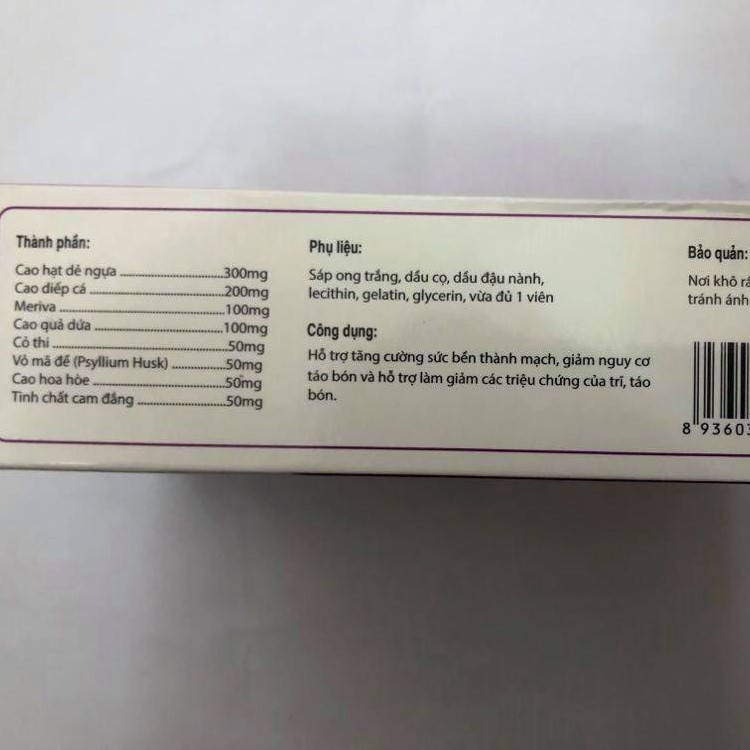 Thành phần:
Cao hạt dẻ ngựa ........................300mg
Cao diếp cá ................................200mg
Meriva ........................................100mg
Cao quả dứa ...............................100mg
Cỏ thi ..........................................50mg
Vỏ mã đề (Psyllium Husk) ..............50mg
Cao hoa hòe ................................50mg
Tinh chất cam đắng ......................50mg
Phụ liệu:
Sáp ong trắng, dầu cọ, dầu đậu nành,
lecithin, gelatin, glycerin, vừa đủ 1 viên
Công dụng:
Hỗ trợ tăng cường sức bền thành mạch, giảm nguy cơ
táo bón và hỗ trợ làm giảm các triệu chứng của trĩ, táo
bón.
Bảo quản:
Nơi khô
tránh ánh
8 93603